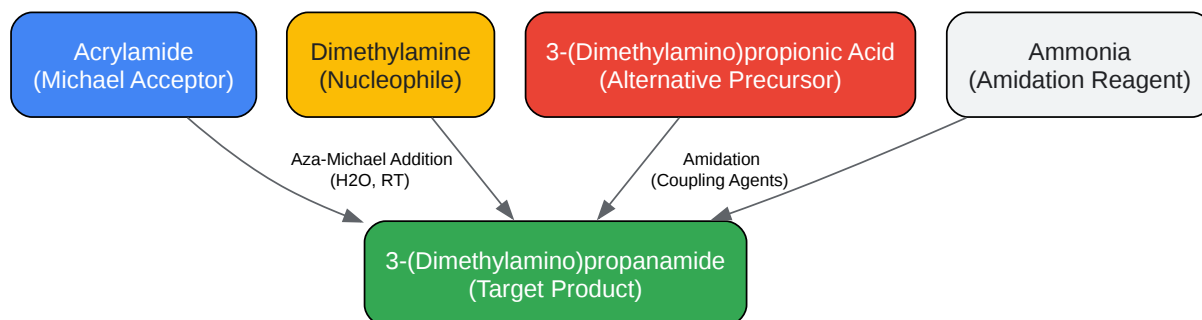 Acrylamide
(Michael Acceptor)
Dimethylamine
(Nucleophile)
3-(Dimethylamino)propionic Acid
(Alternative Precursor)
Ammonia
(Amidation Reagent)
Aza-Michael Addition
(H2O, RT)
Amidation
(Coupling Agents)
3-(Dimethylamino)propanamide
(Target Product)